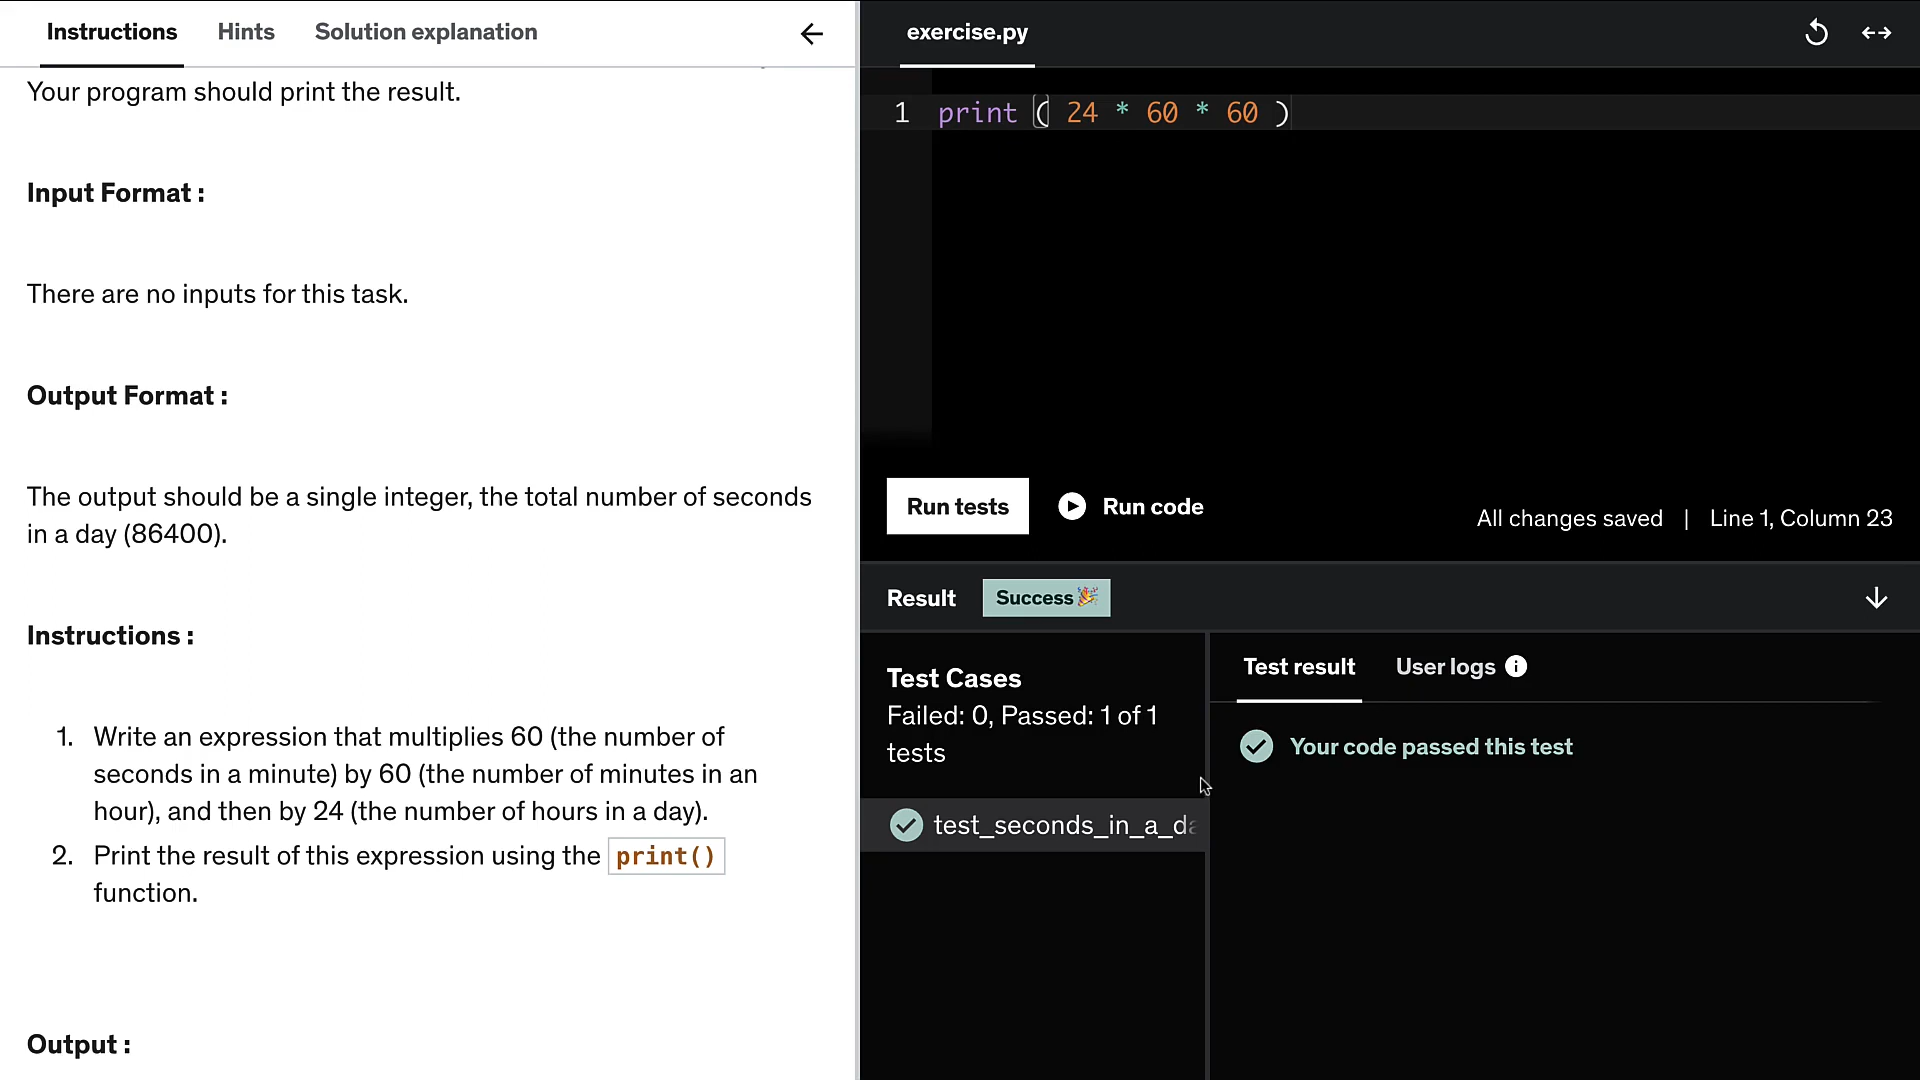 Instructions Hints Solution explanation
Your program should print the result.
Input Format :
There are no inputs for this task.
Output Format :
The output should be a single integer, the total number of seconds
in a day (86400).
Instructions :
1. Write an expression that multiplies 60 (the number of
seconds in a minute) by 60 (the number of minutes in an
hour), and then by 24 (the number of hours in a day).
2. Print the result of this expression using the print()
function.
Output :
exercise.py
1 print ( 24 * 60 * 60 )
Run tests Run code
All changes saved | Line 1, Column 23
Result Success
Test Cases
Failed: 0, Passed: 1 of 1
tests
test_seconds_in_a_da
Test result User logs
Your code passed this test